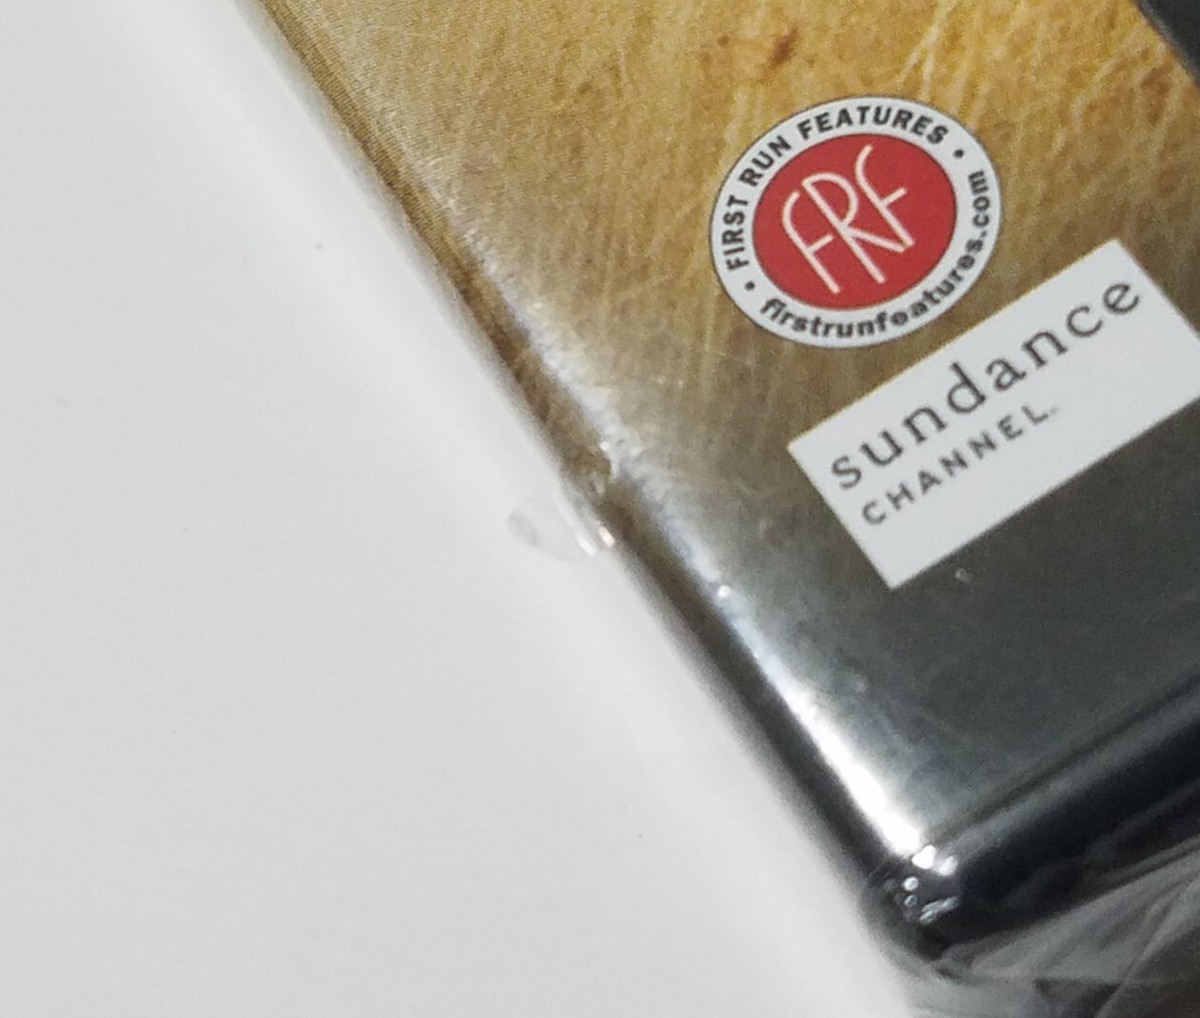 FIRST RUN FEATURES
FRF
firstrunfeatures.com
sundance
CHANNEL